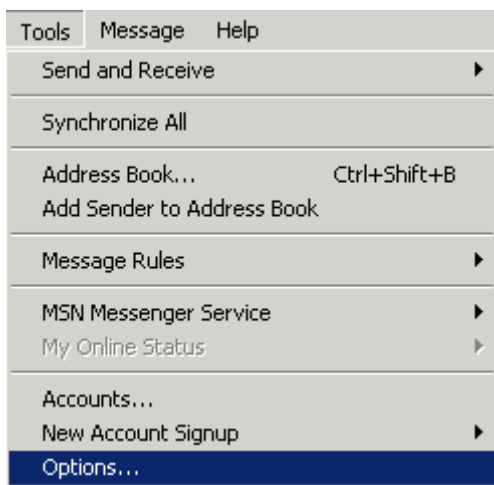 Tools Message Help
Send and Receive
Synchronize All
Address Book... Ctrl+Shift+B
Add Sender to Address Book
Message Rules
MSN Messenger Service
My Online Status
Accounts...
New Account Signup
Options...